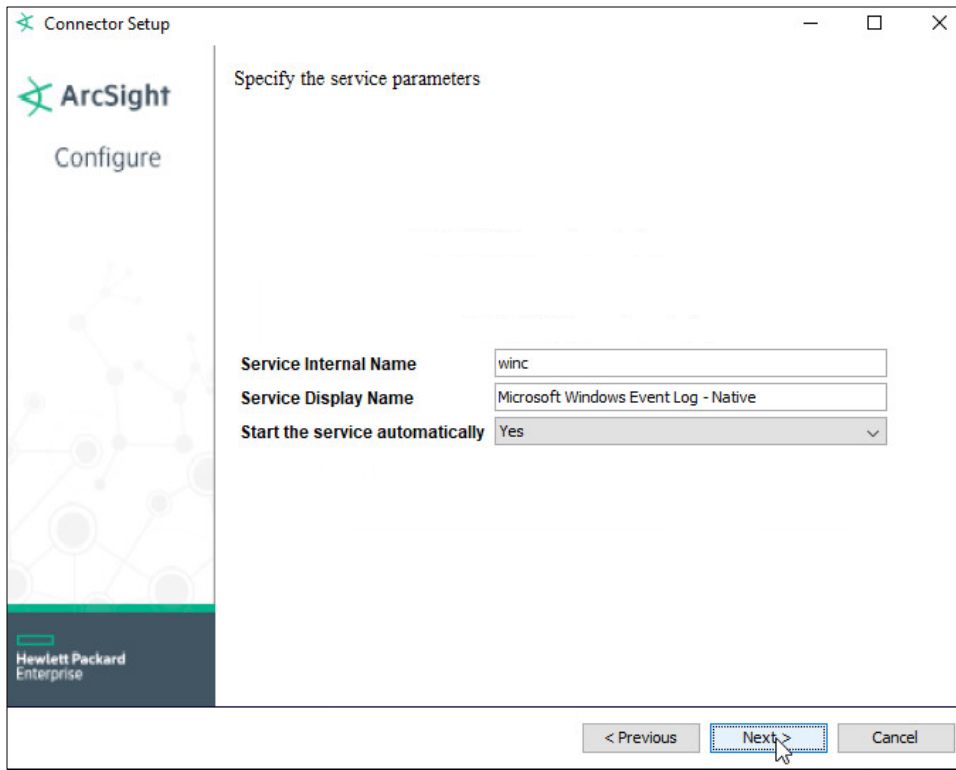 Connector Setup
ArcSight
Configure
Specify the service parameters
Service Internal Name winc
Service Display Name Microsoft Windows Event Log - Native
Start the service automatically Yes
Hewlett Packard
Enterprise
< Previous Next > Cancel